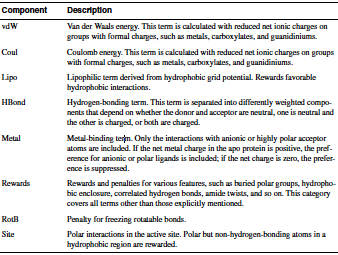 Component Description
vdW Van der Waals energy. This term is calculated with reduced net ionic charges on
groups with formal charges, such as metals, carboxylates, and guanidiniums.
Coul Coulomb energy. This term is calculated with reduced net ionic charges on groups
with formal charges, such as metals, carboxylates, and guanidiniums.
Lipo Lipophilic term derived from hydrophobic grid potential. Rewards favorable
hydrophobic interactions.
HBond Hydrogen-bonding term. This term is separated into differently weighted compo-
nents that depend on whether the donor and acceptor are neutral, one is neutral and
the other is charged, or both are charged.
Metal Metal-binding term. Only the interactions with anionic or highly polar acceptor
atoms are included. If the net metal charge in the apo protein is positive, the pref-
erence for anionic or polar ligands is included; if the net charge is zero, the prefer-
ence is suppressed.
Rewards Rewards and penalties for various features, such as buried polar groups, hydropho-
bic enclosure, correlated hydrogen bonds, amide twists, and so on. This category
covers all terms other than those explicitly mentioned.
RotB Penalty for freezing rotatable bonds.
Site Polar interactions in the active site. Polar but non-hydrogen-bonding atoms in a
hydrophobic region are rewarded.